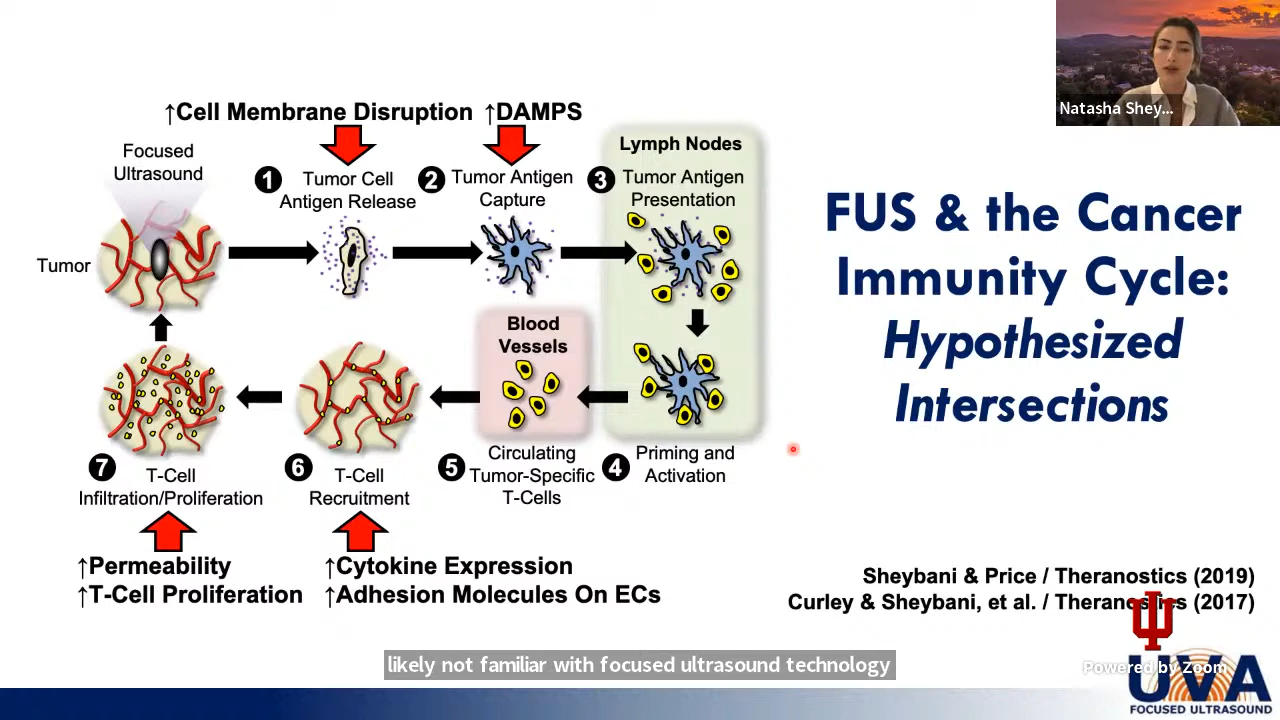 Natasha Shey...
↑Cell Membrane Disruption ↑DAMPS
Focused
Ultrasound
Tumor
1 Tumor Cell
Antigen Release
2 Tumor Antigen
Capture
Lymph Nodes
3 Tumor Antigen
Presentation
Blood
Vessels
7 T-Cell
Infiltration/Proliferation
6 T-Cell
Recruitment
5 Circulating
Tumor-Specific
T-Cells
4 Priming and
Activation
↑Permeability
↑T-Cell Proliferation
↑Cytokine Expression
↑Adhesion Molecules On ECs
FUS & the Cancer
Immunity Cycle:
Hypothesized
Intersections
Sheybani & Price / Theranostics (2019)
Curley & Sheybani, et al. / Theranostics (2017)
likely not familiar with focused ultrasound technology
Powered by Zoom
UVA
FOCUSED ULTRASOUND